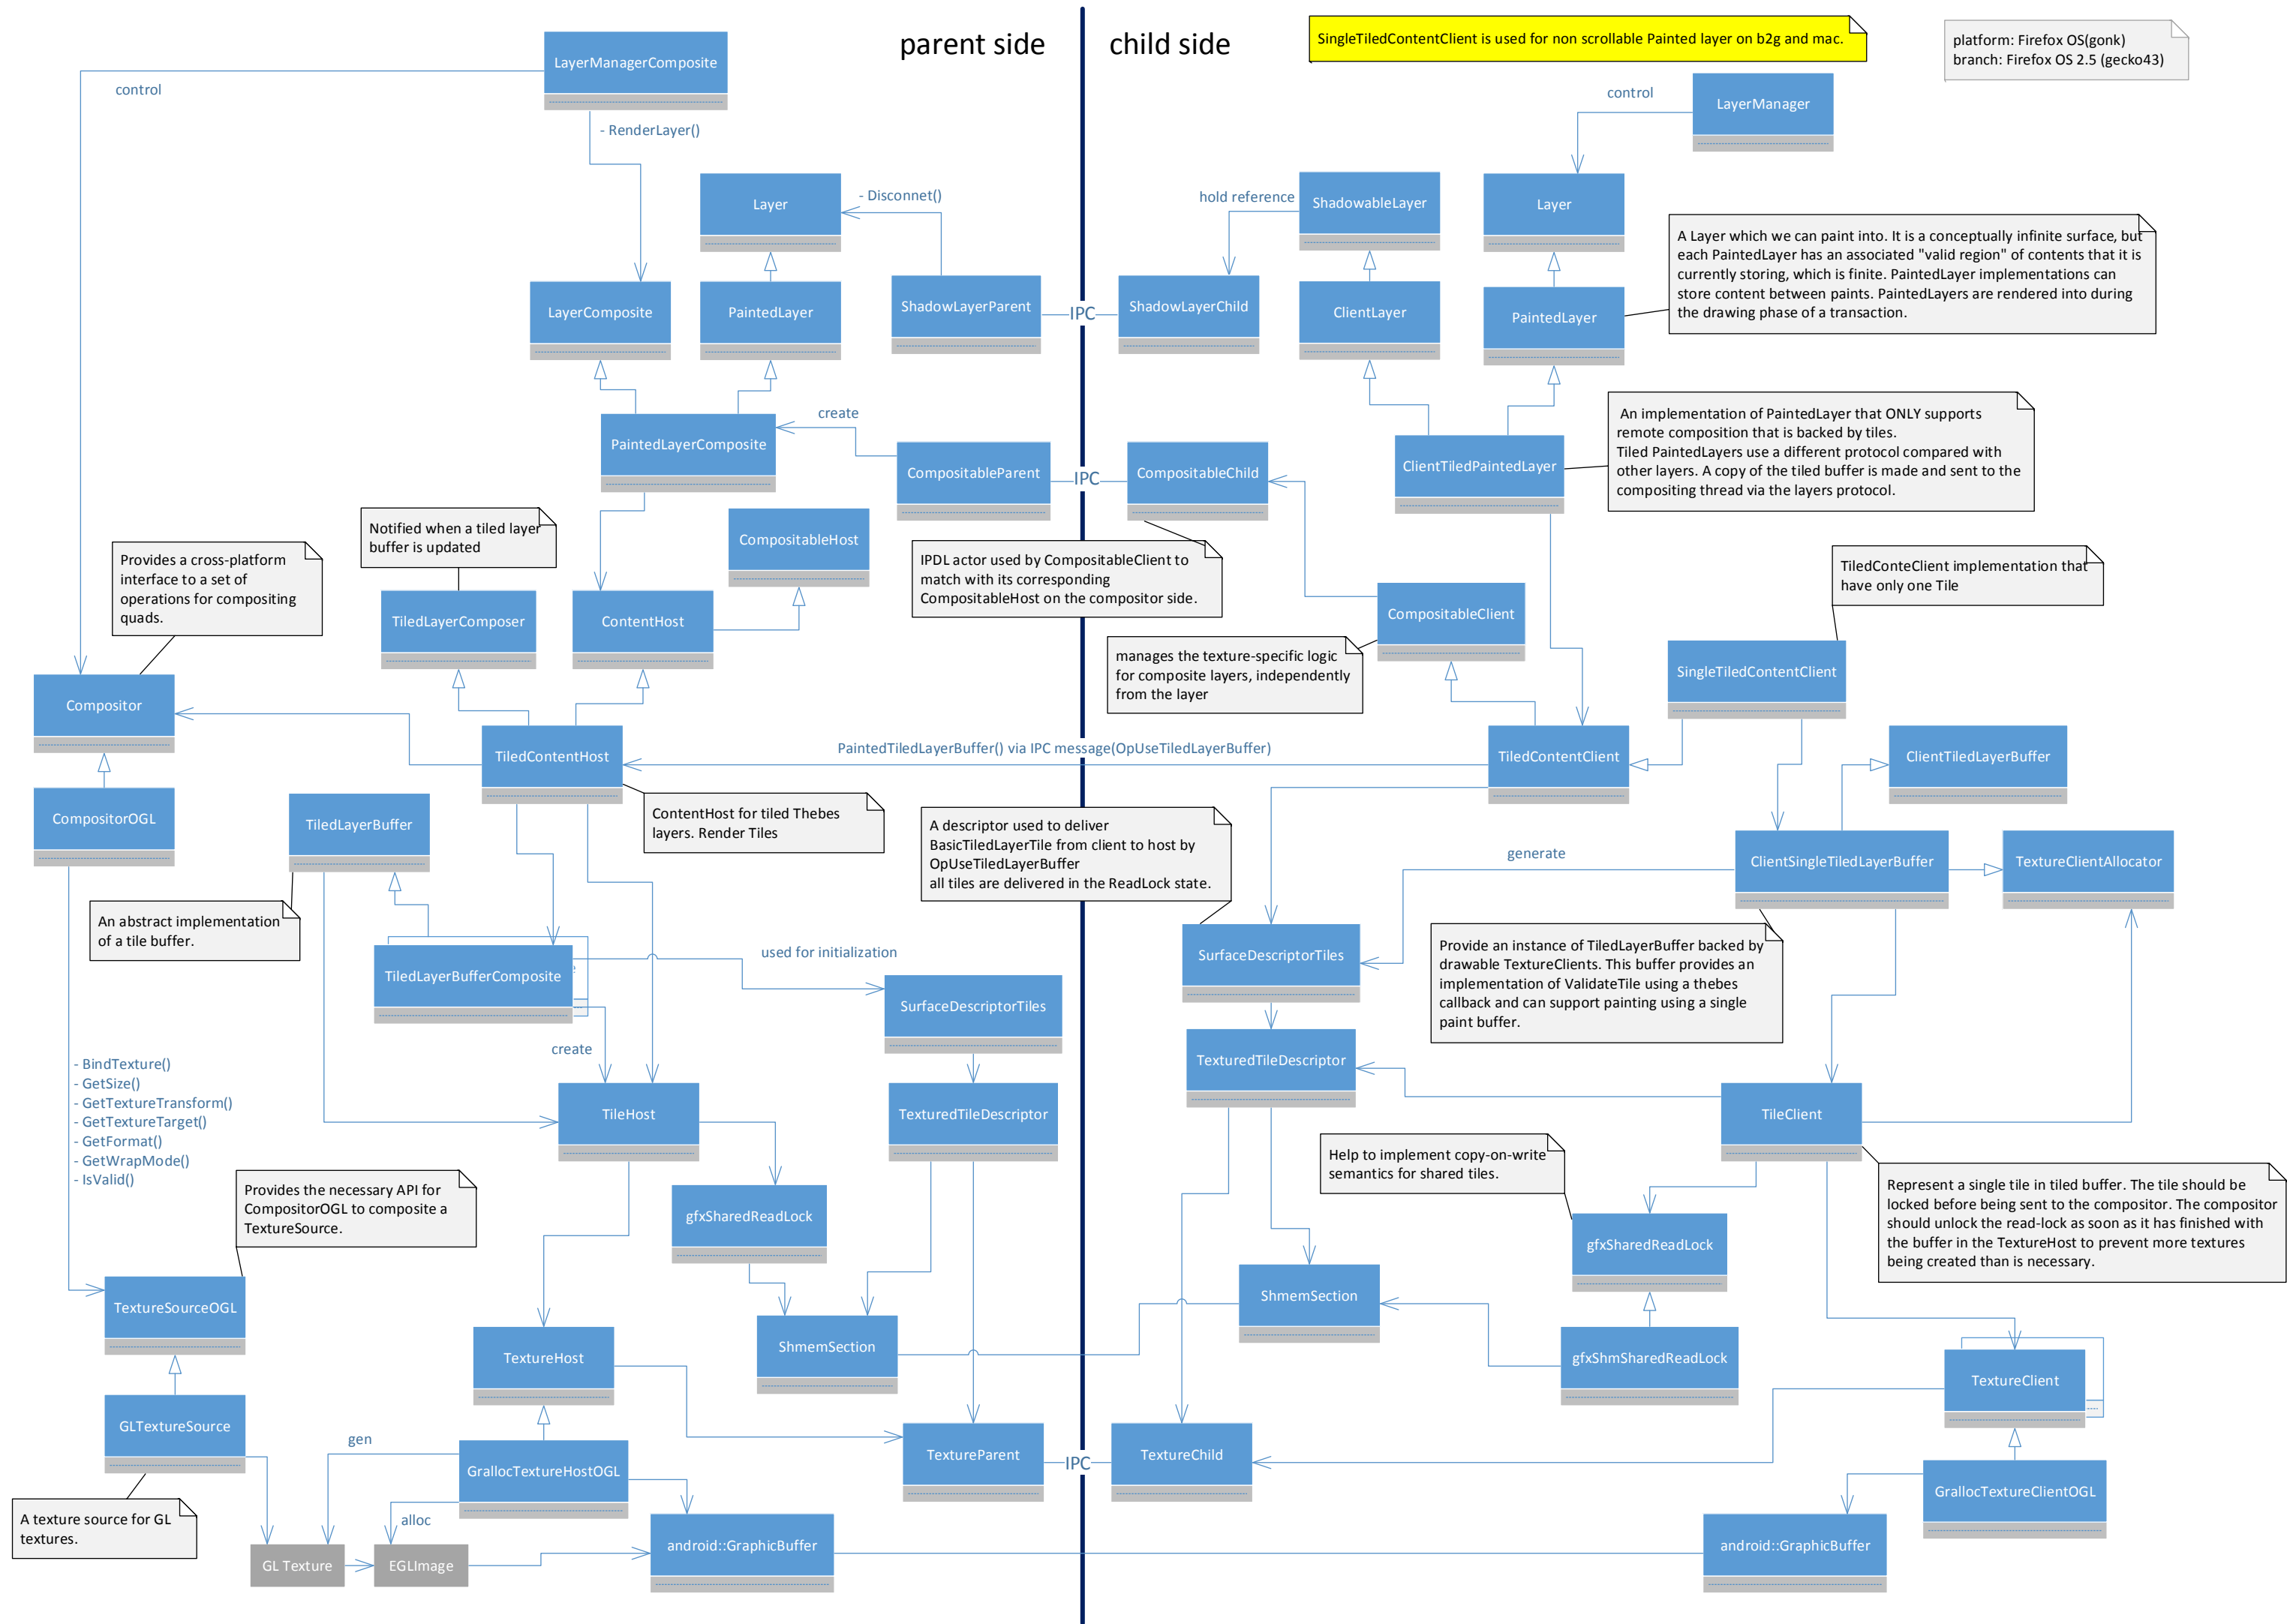 parent side
child side
SingleTiledContentClient is used for non scrollable Painted layer on b2g and mac.
platform: Firefox OS(gonk)
branch: Firefox OS 2.5 (gecko43)
LayerManagerComposite
control
- RenderLayer()
Layer
- Disconnet()
LayerComposite
PaintedLayer
ShadowLayerParent
IPC
ShadowLayerChild
hold reference
ShadowableLayer
ClientLayer
control
LayerManager
Layer
PaintedLayer
A Layer which we can paint into. It is a conceptually infinite surface, but
each PaintedLayer has an associated "valid region" of contents that it is
currently storing, which is finite. PaintedLayer implementations can
store content between paints. PaintedLayers are rendered into during
the drawing phase of a transaction.
PaintedLayerComposite
create
CompositableParent
IPC
CompositableChild
ClientTiledPaintedLayer
An implementation of PaintedLayer that ONLY supports
remote composition that is backed by tiles.
Tiled PaintedLayers use a different protocol compared with
other layers. A copy of the tiled buffer is made and sent to the
compositing thread via the layers protocol.
Notified when a tiled layer
buffer is updated
CompositableHost
Provides a cross-platform
interface to a set of
operations for compositing
quads.
IPDL actor used by CompositableClient to
match with its corresponding
CompositableHost on the compositor side.
TiledConteClient implementation that
have only one Tile
TiledLayerComposer
ContentHost
CompositableClient
manages the texture-specific logic
for composite layers, independently
from the layer
SingleTiledContentClient
Compositor
TiledContentHost
PaintedTiledLayerBuffer() via IPC message(OpUseTiledLayerBuffer)
TiledContentClient
ClientTiledLayerBuffer
CompositorOGL
TiledLayerBuffer
ContentHost for tiled Thebes
layers. Render Tiles
A descriptor used to deliver
BasicTiledLayerTile from client to host by
OpUseTiledLayerBuffer
all tiles are delivered in the ReadLock state.
generate
ClientSingleTiledLayerBuffer
TextureClientAllocator
An abstract implementation
of a tile buffer.
TiledLayerBufferComposite
used for initialization
SurfaceDescriptorTiles
SurfaceDescriptorTiles
Provide an instance of TiledLayerBuffer backed by
drawable TextureClients. This buffer provides an
implementation of ValidateTile using a thebes
callback and can support painting using a single
paint buffer.
create
- BindTexture()
- GetSize()
- GetTextureTransform()
- GetTextureTarget()
- GetFormat()
- GetWrapMode()
- IsValid()
TileHost
TexturedTileDescriptor
TexturedTileDescriptor
TileClient
Help to implement copy-on-write
semantics for shared tiles.
Provides the necessary API for
CompositorOGL to composite a
TextureSource.
gfxSharedReadLock
gfxSharedReadLock
Represent a single tile in tiled buffer. The tile should be
locked before being sent to the compositor. The compositor
should unlock the read-lock as soon as it has finished with
the buffer in the TextureHost to prevent more textures
being created than is necessary.
TextureSourceOGL
TextureHost
ShmemSection
ShmemSection
gfxShmSharedReadLock
TextureClient
GLTextureSource
gen
GrallocTextureHostOGL
TextureParent
IPC
TextureChild
GrallocTextureClientOGL
A texture source for GL
textures.
alloc
GL Texture
EGLImage
android::GraphicBuffer
android::GraphicBuffer